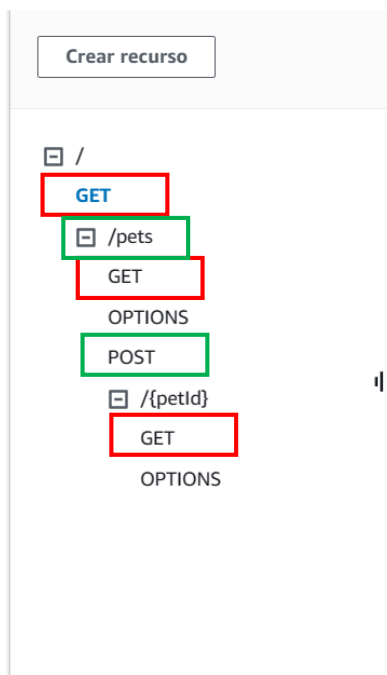 Crear recurso
/
GET
/pets
GET
OPTIONS
POST
/{petId}
GET
OPTIONS